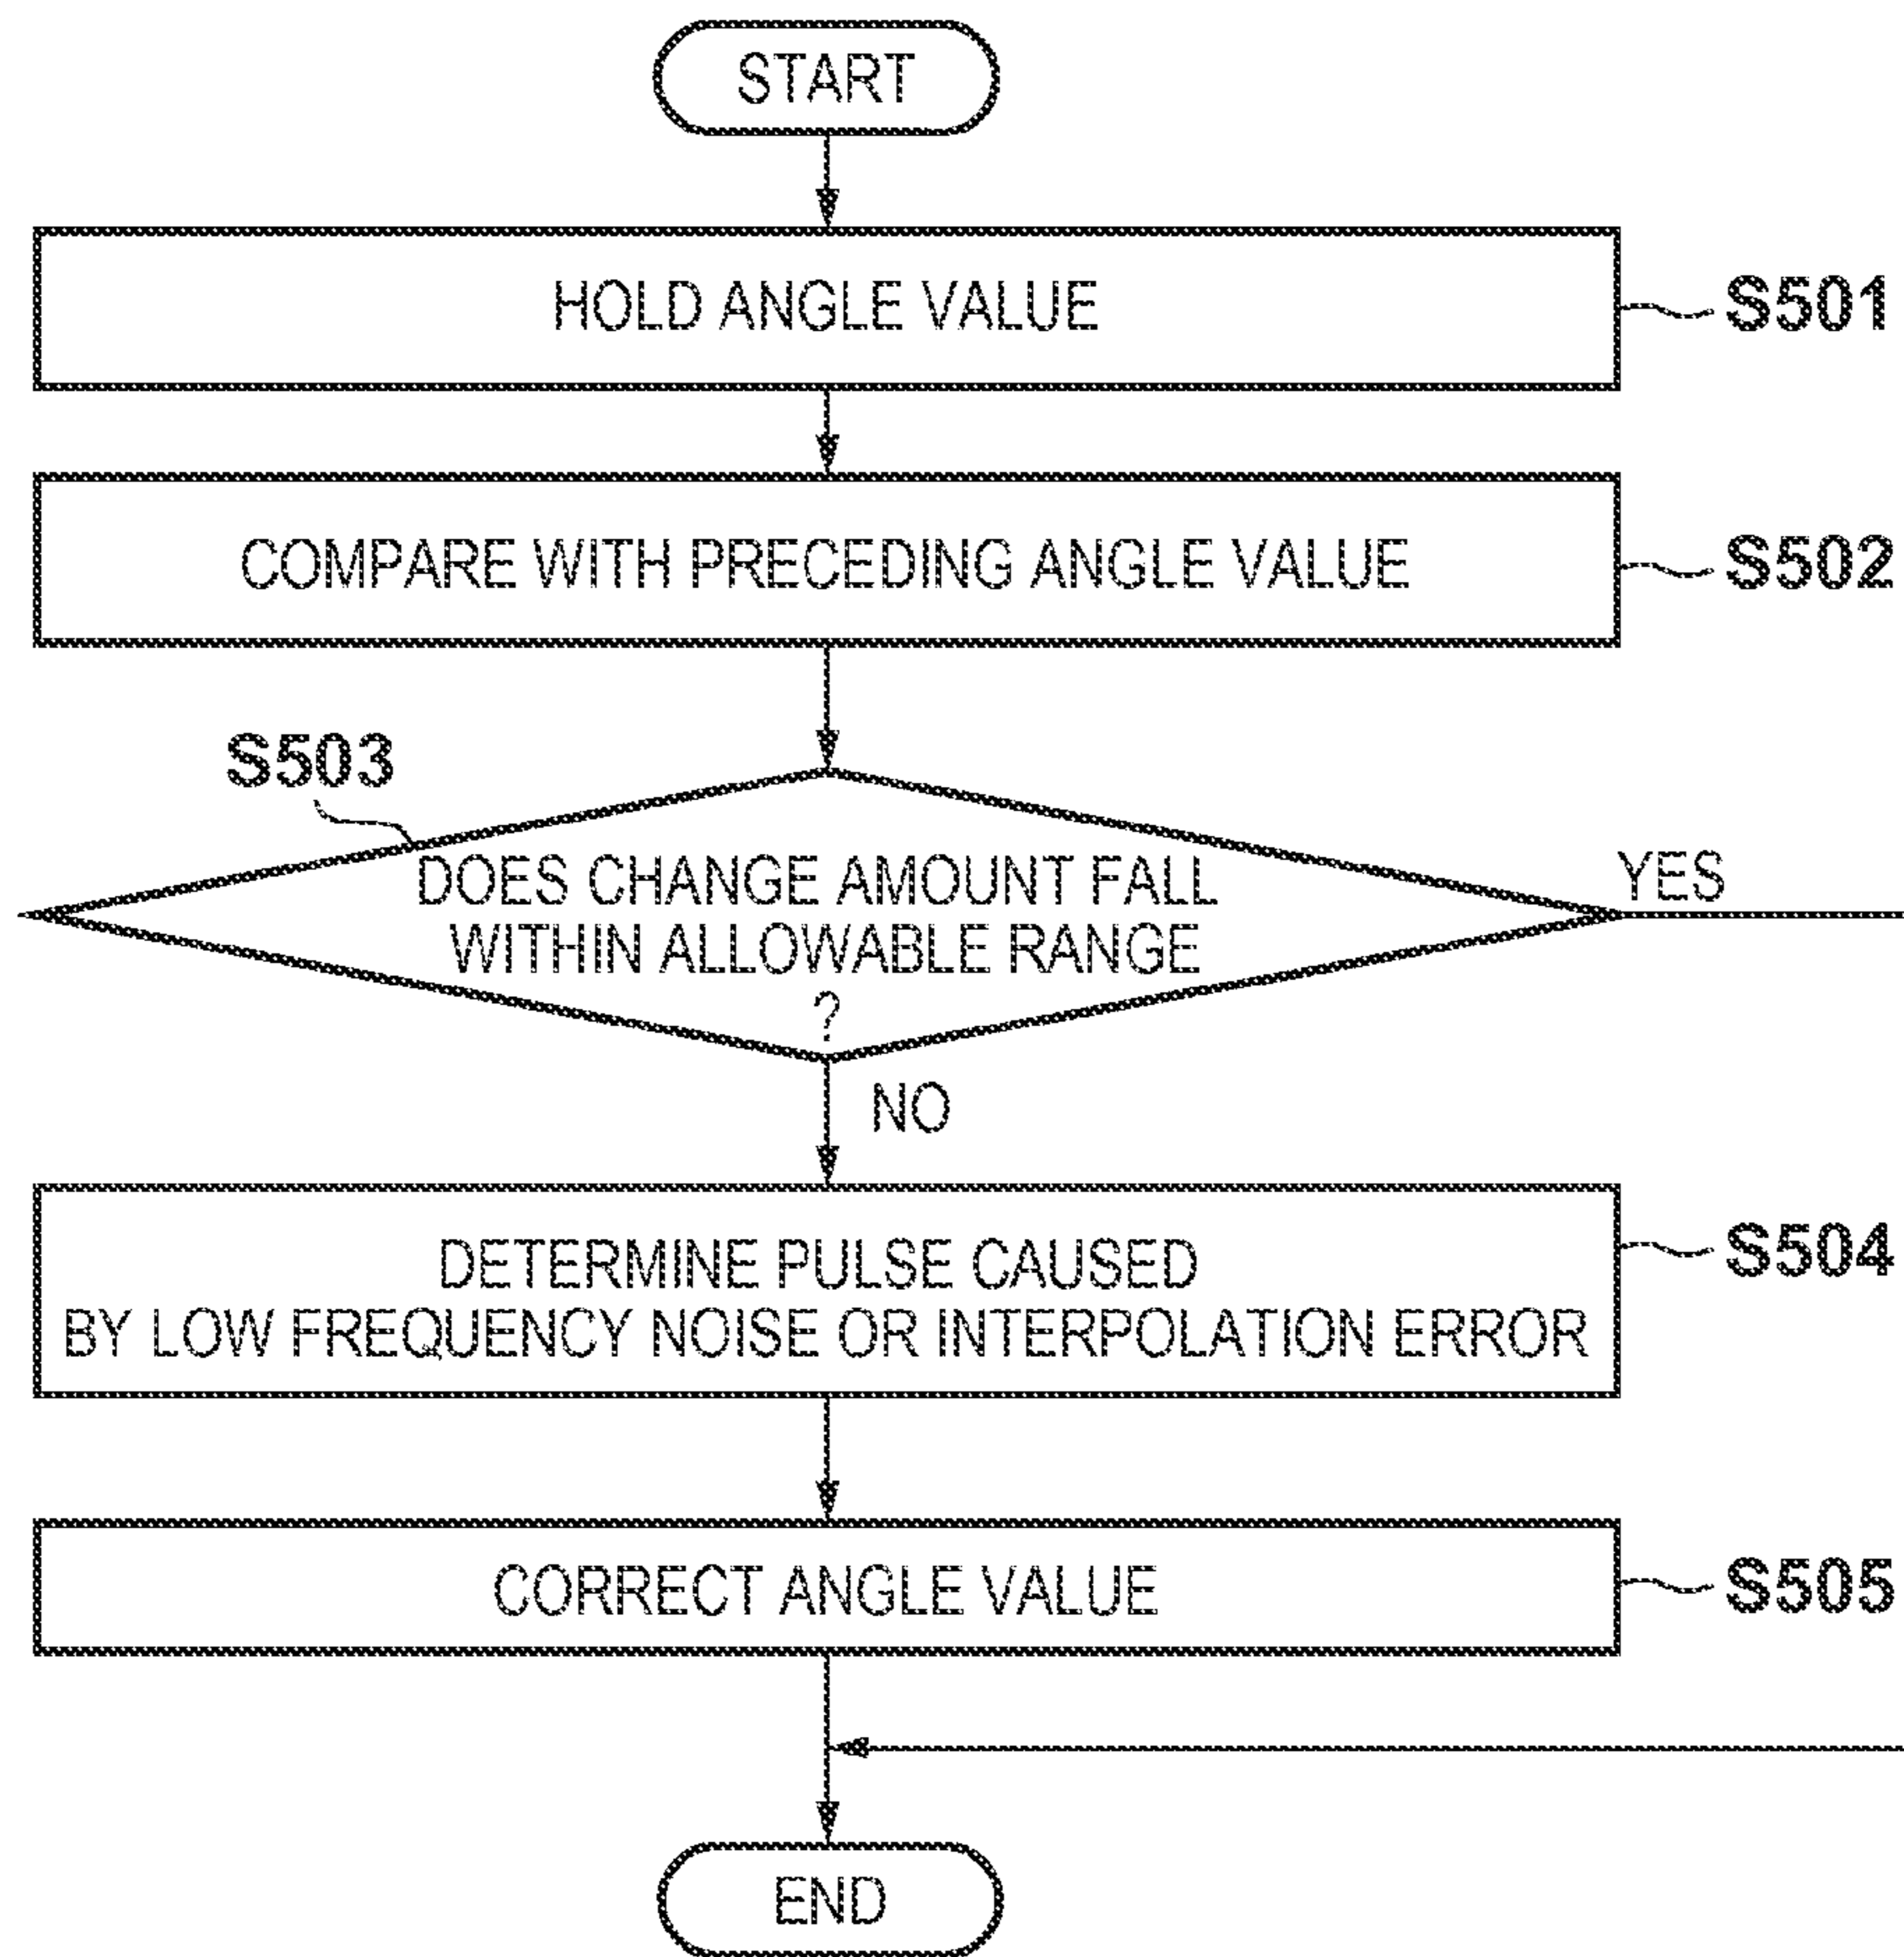 START
HOLD ANGLE VALUE
S501
COMPARE WITH PRECEDING ANGLE VALUE
S502
S503
DOES CHANGE AMOUNT FALL
WITHIN ALLOWABLE RANGE
?
YES
NO
DETERMINE PULSE CAUSED
BY LOW FREQUENCY NOISE OR INTERPOLATION ERROR
S504
CORRECT ANGLE VALUE
S505
END